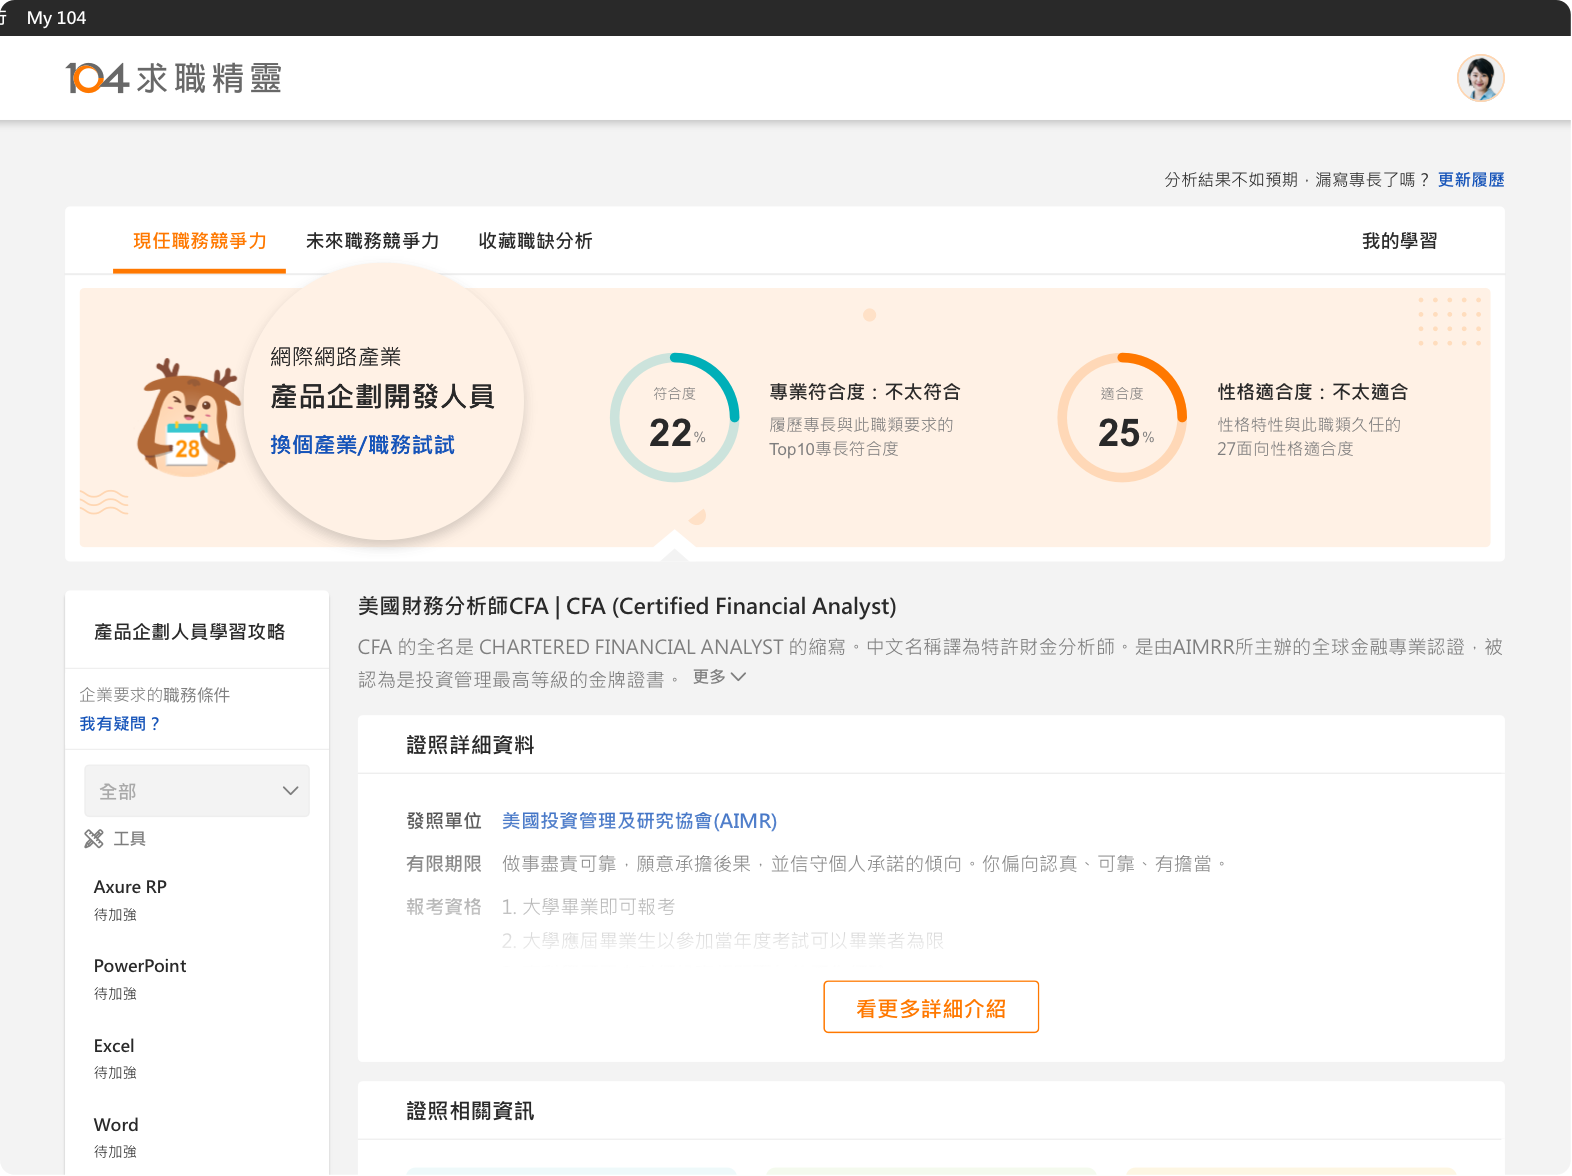 行 My 104
104求職精靈
分析結果不如預期，漏寫專長了嗎？ 更新履歷
現任職務競爭力 未來職務競爭力 收藏職缺分析 我的學習
網際網路產業
產品企劃開發人員
換個產業/職務試試
28
符合度
22%
專業符合度：不太符合
履歷專長與此職類要求的
Top10專長符合度
適合度
25%
性格適合度：不太適合
性格特性與此職類久任的
27面向性格適合度
產品企劃人員學習攻略
企業要求的職務條件
我有疑問？
全部
工具
Axure RP
待加強
PowerPoint
待加強
Excel
待加強
Word
待加強
美國財務分析師CFA | CFA (Certified Financial Analyst)
CFA 的全名是 CHARTERED FINANCIAL ANALYST 的縮寫。中文名稱譯為特許財金分析師。是由AIMRR所主辦的全球金融專業認證，被
認為是投資管理最高等級的金牌證書。 更多
證照詳細資料
發照單位 美國投資管理及研究協會(AIMR)
有限期限 做事盡責可靠，願意承擔後果，並信守個人承諾的傾向。你偏向認真、可靠、有擔當。
報考資格 1. 大學畢業即可報考
2. 大學應屆畢業生以參加當年度考試可以畢業者為限
看更多詳細介紹
證照相關資訊